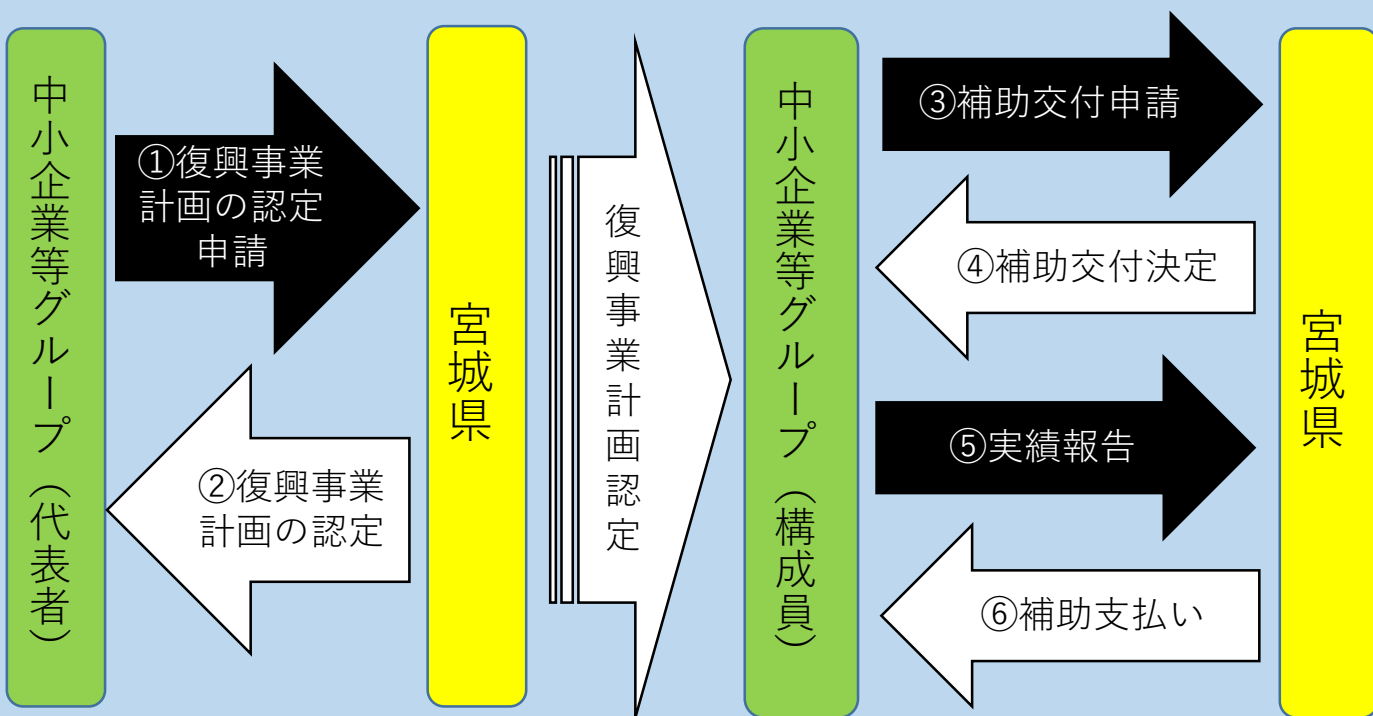 中小企業等グループ（代表者）
①復興事業
計画の認定
申請
②復興事業
計画の認定
宮城県
復興事業計画認定
中小企業等グループ（構成員）
③補助交付申請
④補助交付決定
⑤実績報告
⑥補助支払い
宮城県